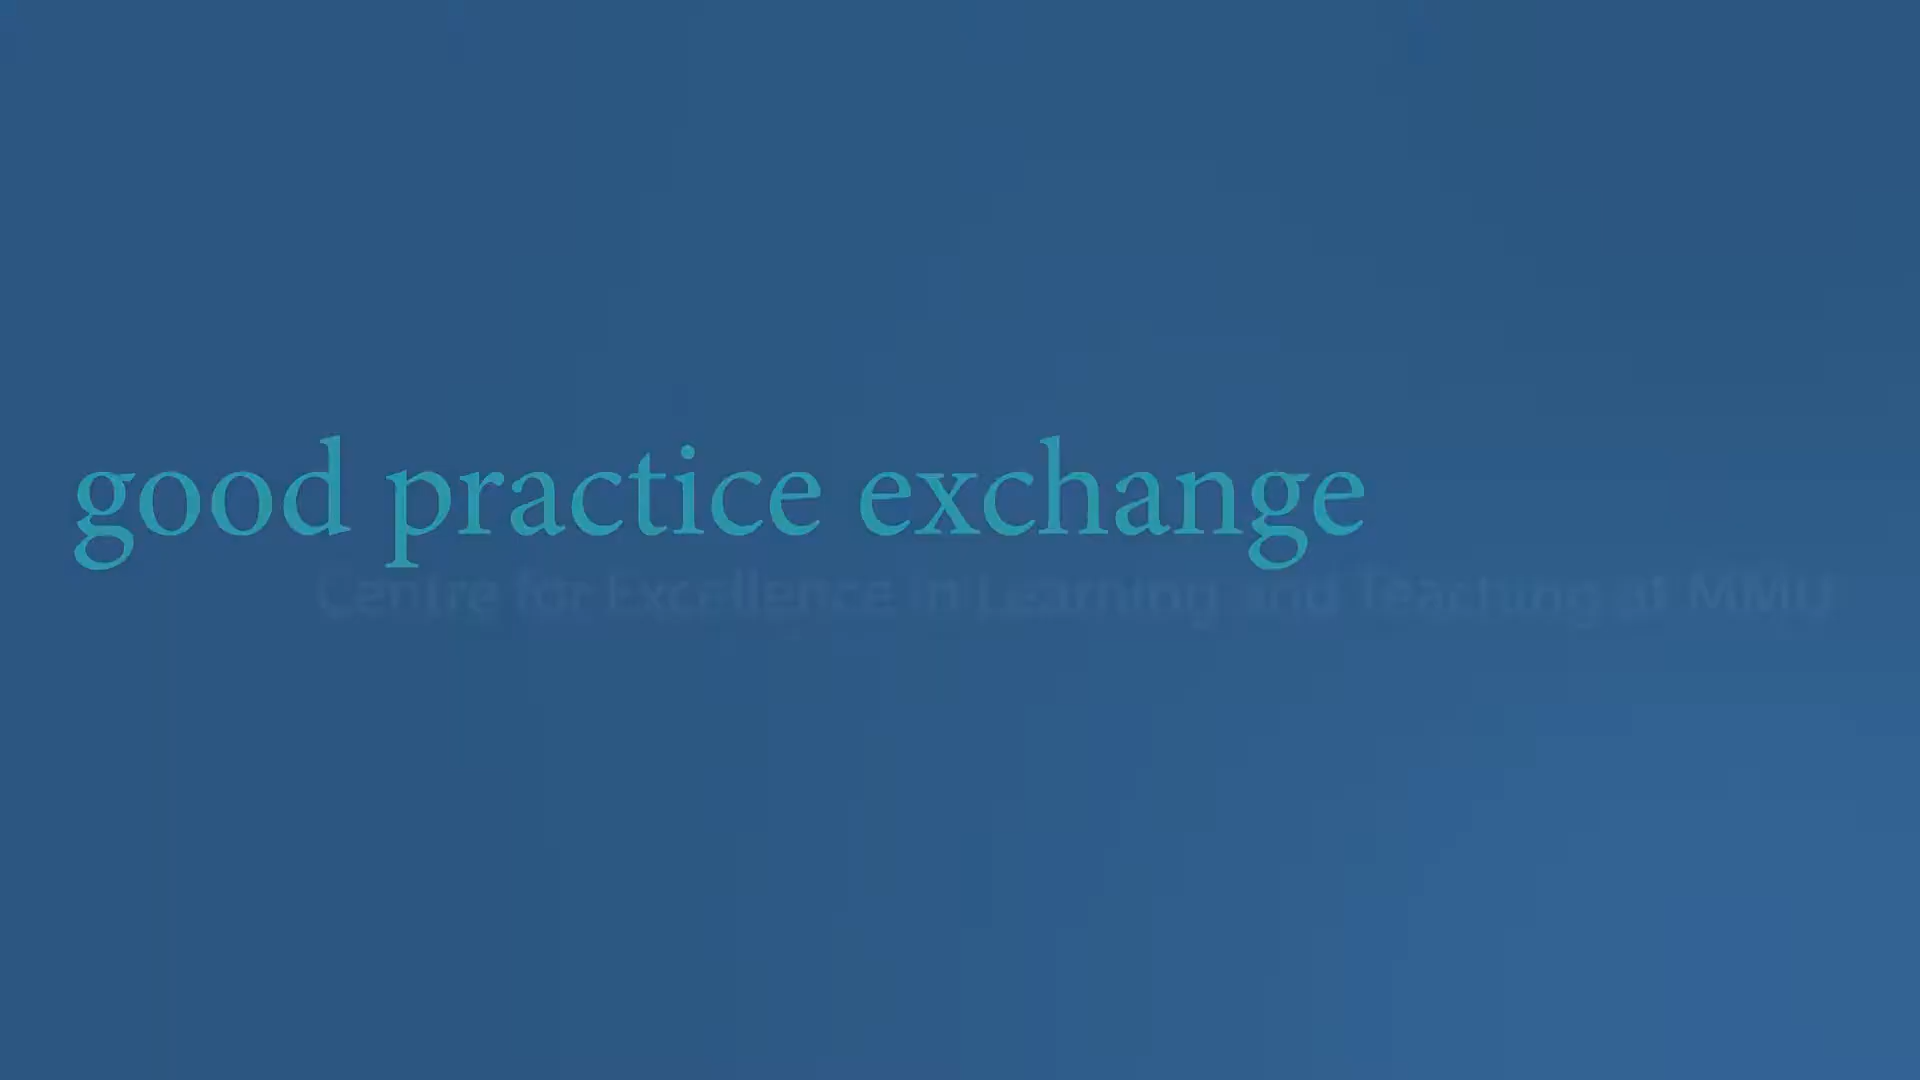 good practice exchange
Centre for Excellence in Learning and Teaching at MMU